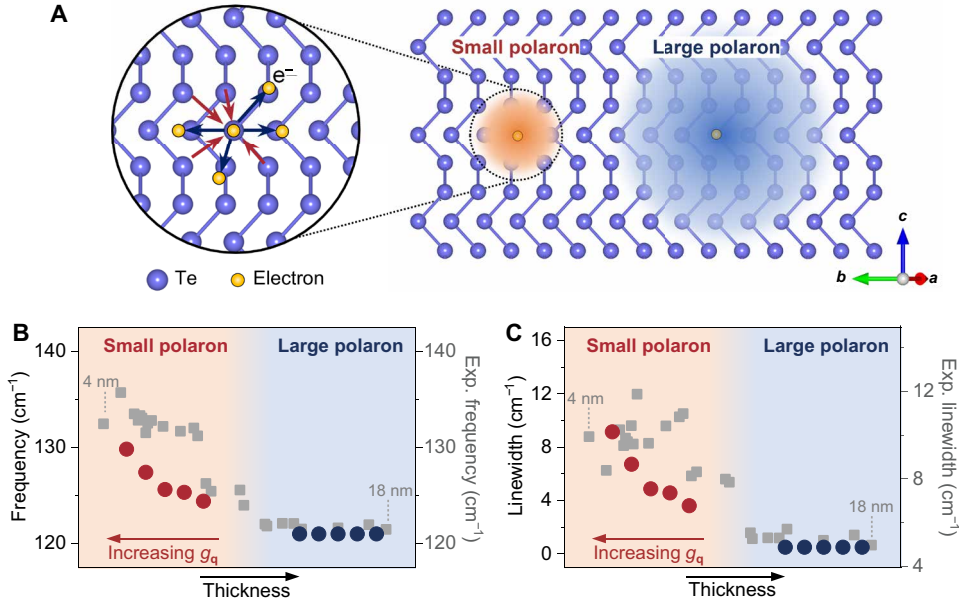 A
Small polaron
Large polaron
e−
Te
Electron
c
b
a
B
Small polaron
Large polaron
140
130
120
Frequency (cm−1)
4 nm
18 nm
Increasing gq
140
130
120
Exp. frequency (cm−1)
Thickness
C
Small polaron
Large polaron
16
12
8
4
0
Linewidth (cm−1)
4 nm
18 nm
Increasing gq
12
8
4
Exp. linewidth (cm−1)
Thickness